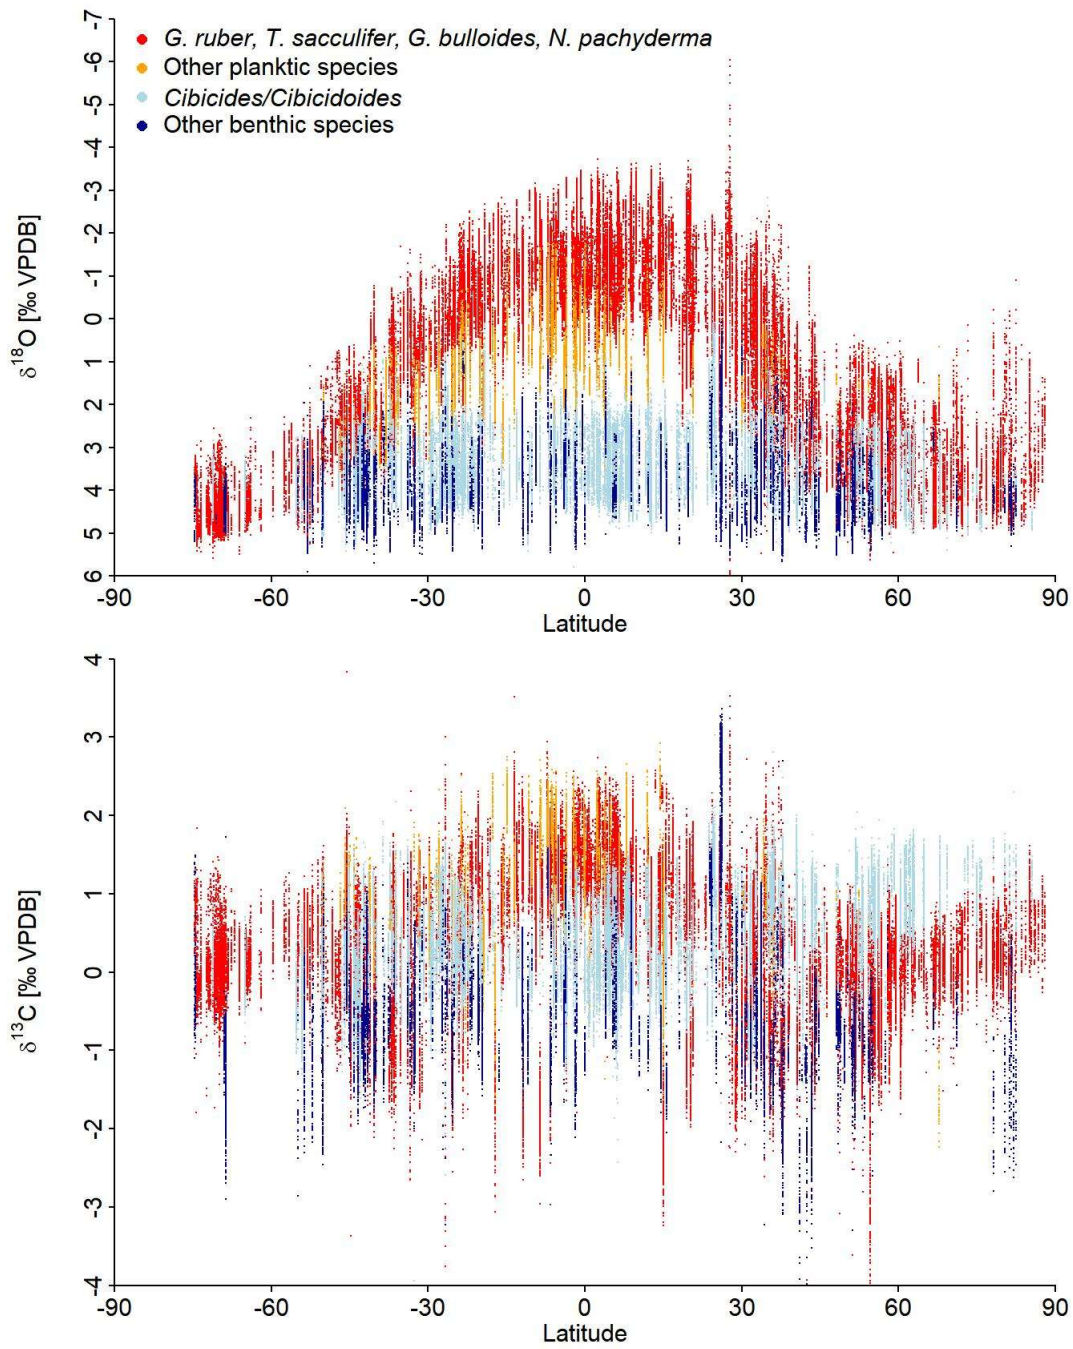 -7
G. ruber, T. sacculifer, G. bulloides, N. pachyderma
-6
Other planktic species
-5
Cibicides/Cibicidoides
Other benthic species
-4
-3
-2
-1
0
1
2
3
4
5
6
δ18O [‰ VPDB]
-90 -60 -30 0 30 60 90
Latitude
4
3
2
1
0
-1
-2
-3
-4
δ13C [‰ VPDB]
-90 -60 -30 0 30 60 90
Latitude